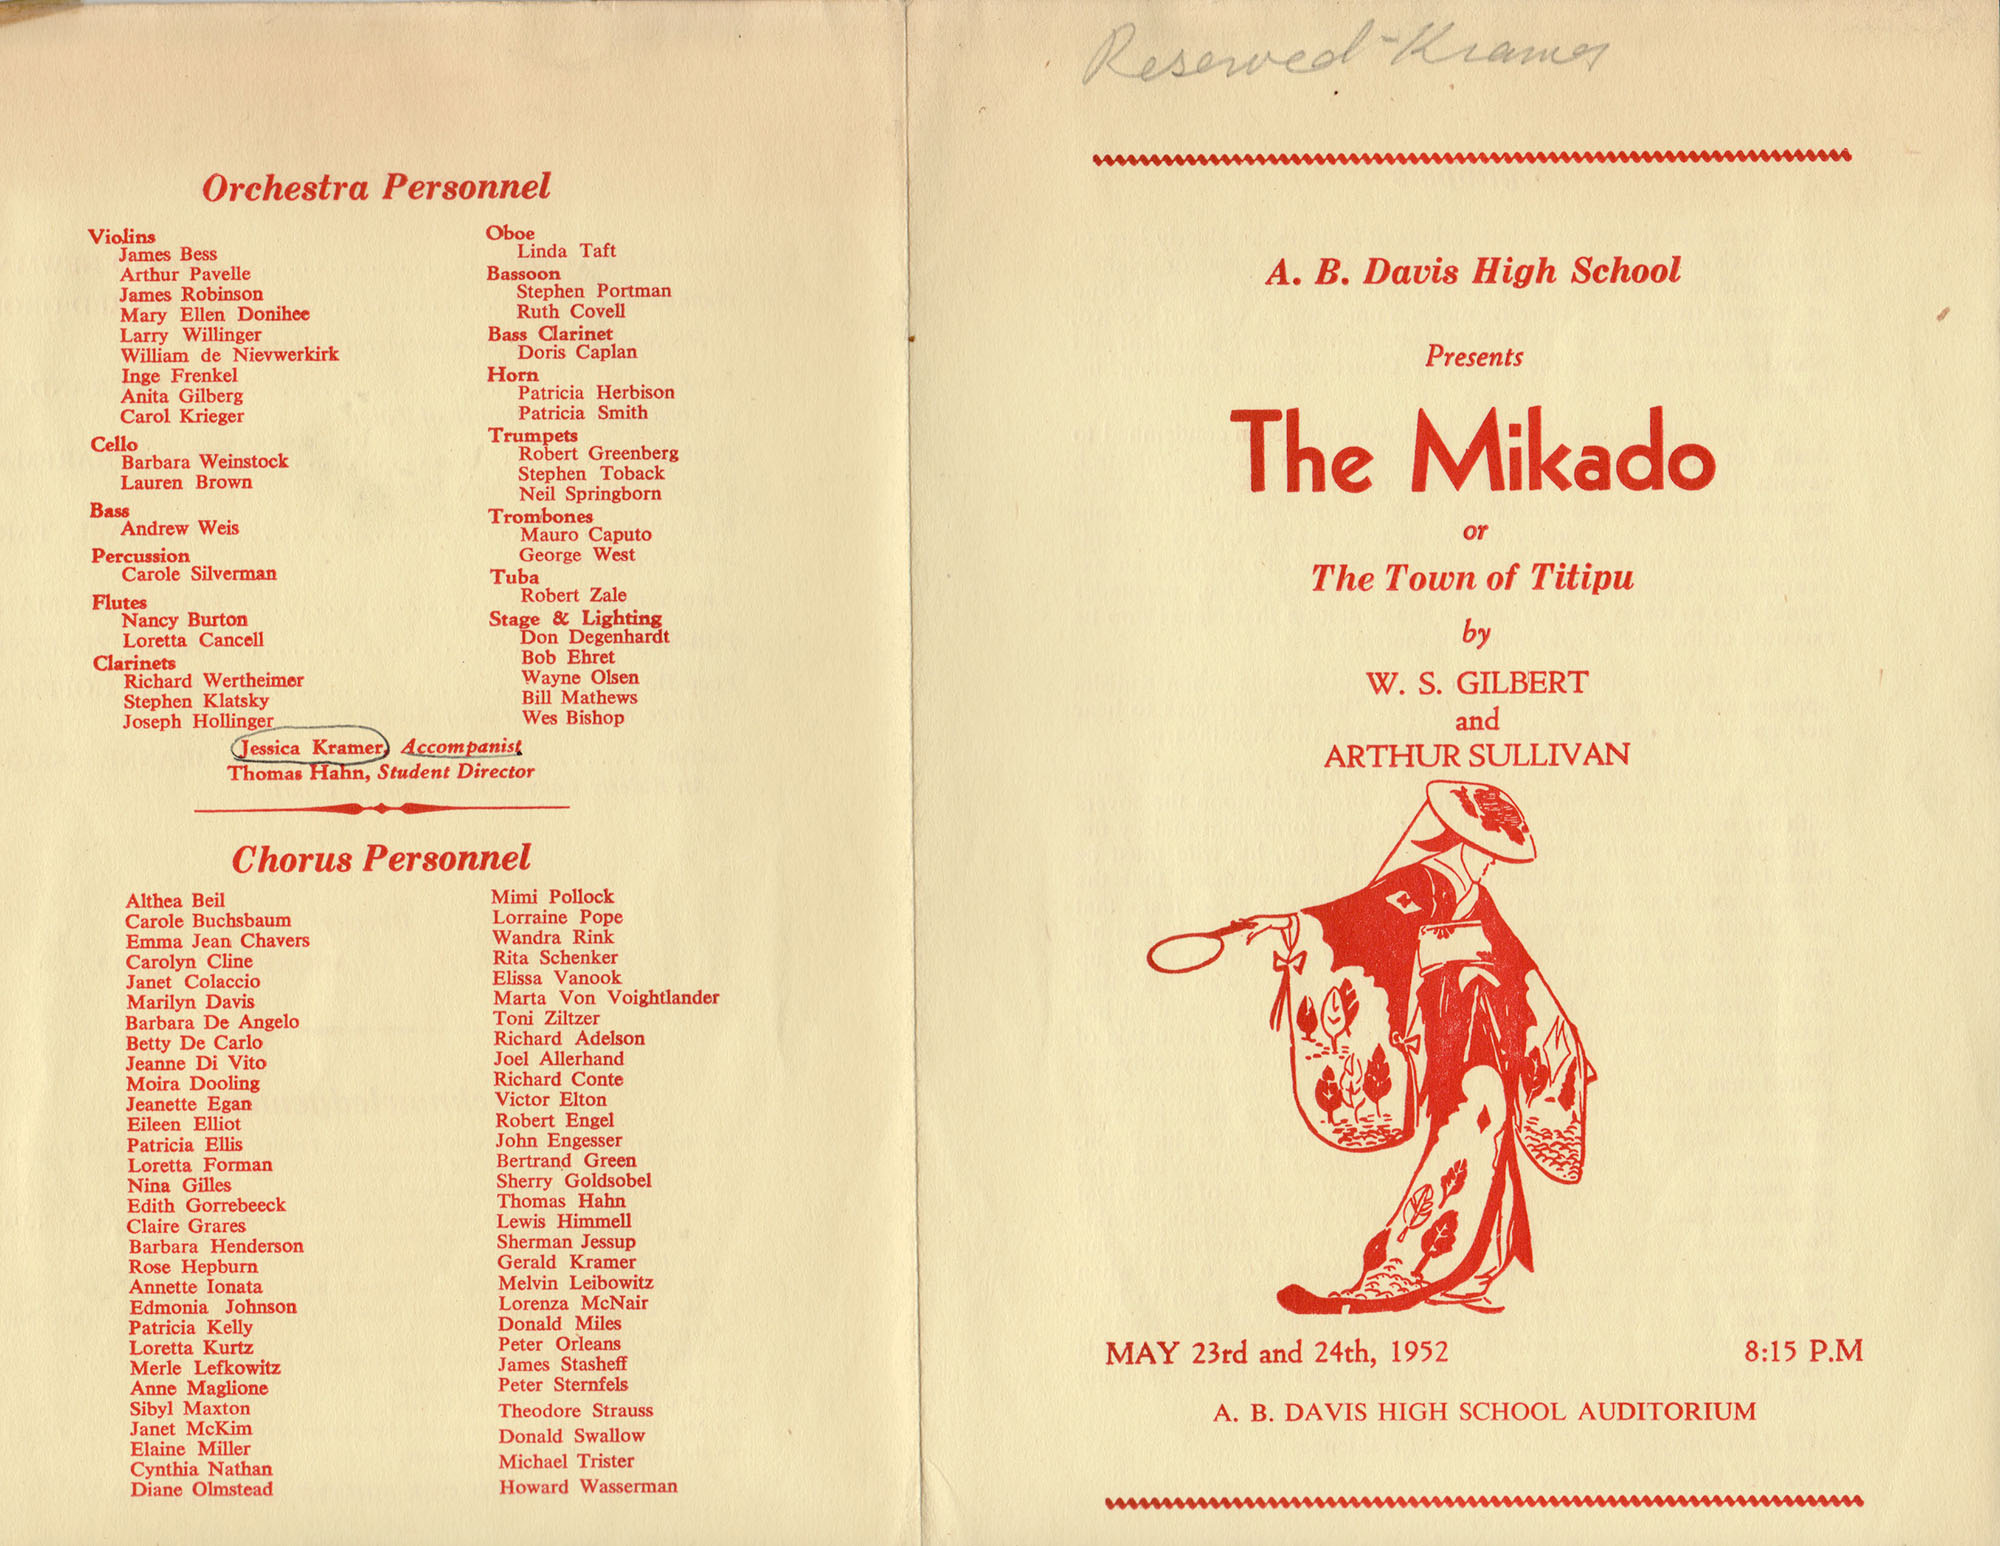 Orchestra Personnel
Violins
James Bess
Arthur Pavelle
James Robinson
Mary Ellen Donihee
Larry Willinger
William de Nievwerkirk
Inge Frenkel
Anita Gilberg
Carol Krieger
Cello
Barbara Weinstock
Lauren Brown
Bass
Andrew Weis
Percussion
Carole Silverman
Flutes
Nancy Burton
Loretta Cancell
Clarinets
Richard Wertheimer
Stephen Klatsky
Joseph Hollinger
Oboe
Linda Taft
Bassoon
Stephen Portman
Ruth Covell
Bass Clarinet
Doris Caplan
Horn
Patricia Herbison
Patricia Smith
Trumpets
Robert Greenberg
Stephen Toback
Neil Springborn
Trombones
Mauro Caputo
George West
Tuba
Robert Zale
Stage & Lighting
Don Degenhardt
Bob Ehret
Wayne Olsen
Bill Mathews
Wes Bishop
Jessica Kramer, Accompanist
Thomas Hahn, Student Director
Chorus Personnel
Althea Beil
Carole Buchsbaum
Emma Jean Chavers
Carolyn Cline
Janet Colaccio
Marilyn Davis
Barbara De Angelo
Betty De Carlo
Jeanne Di Vito
Moira Dooling
Jeanette Egan
Eileen Elliot
Patricia Ellis
Loretta Forman
Nina Gilles
Edith Gorrebeeck
Claire Grares
Barbara Henderson
Rose Hepburn
Annette Ionata
Edmonia Johnson
Patricia Kelly
Loretta Kurtz
Merle Lefkowitz
Anne Maglione
Sibyl Maxton
Janet McKim
Elaine Miller
Cynthia Nathan
Diane Olmstead
Mimi Pollock
Lorraine Pope
Wandra Rink
Rita Schenker
Elissa Vanook
Marta Von Voightlander
Toni Ziltzer
Richard Adelson
Joel Allerhand
Richard Conte
Victor Elton
Robert Engel
John Engesser
Bertrand Green
Sherry Goldsobel
Thomas Hahn
Lewis Himmell
Sherman Jessup
Gerald Kramer
Melvin Leibowitz
Lorenza McNair
Donald Miles
Peter Orleans
James Stasheff
Peter Sternfels
Theodore Strauss
Donald Swallow
Michael Trister
Howard Wasserman
Reserved - Kramer
A. B. Davis High School
Presents
The Mikado
or
The Town of Titipu
by
W. S. GILBERT
and
ARTHUR SULLIVAN
MAY 23rd and 24th, 1952 8:15 P.M
A. B. DAVIS HIGH SCHOOL AUDITORIUM